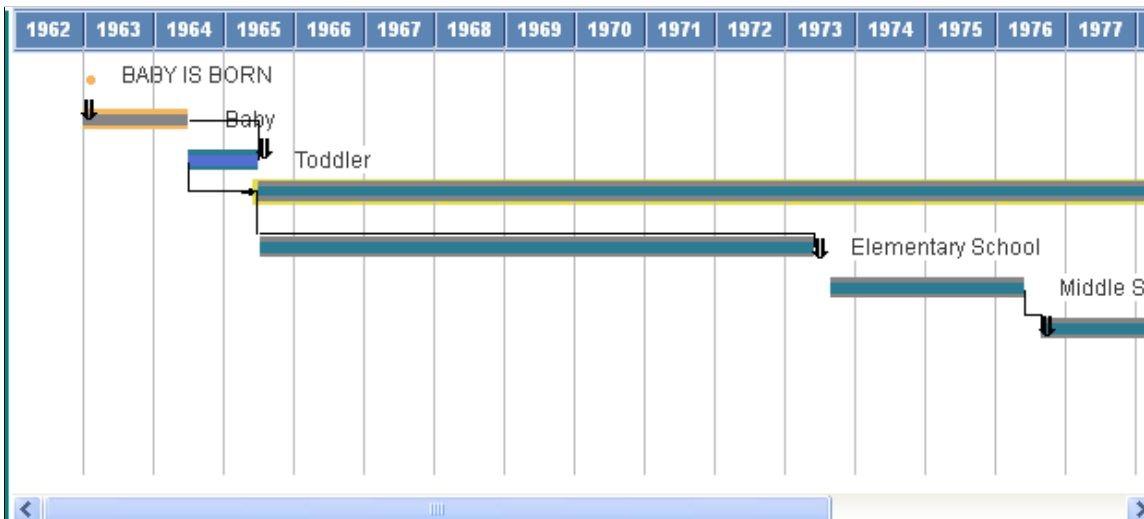 1962 1963 1964 1965 1966 1967 1968 1969 1970 1971 1972 1973 1974 1975 1976 1977
BABY IS BORN
Baby
Toddler
Elementary School
Middle S